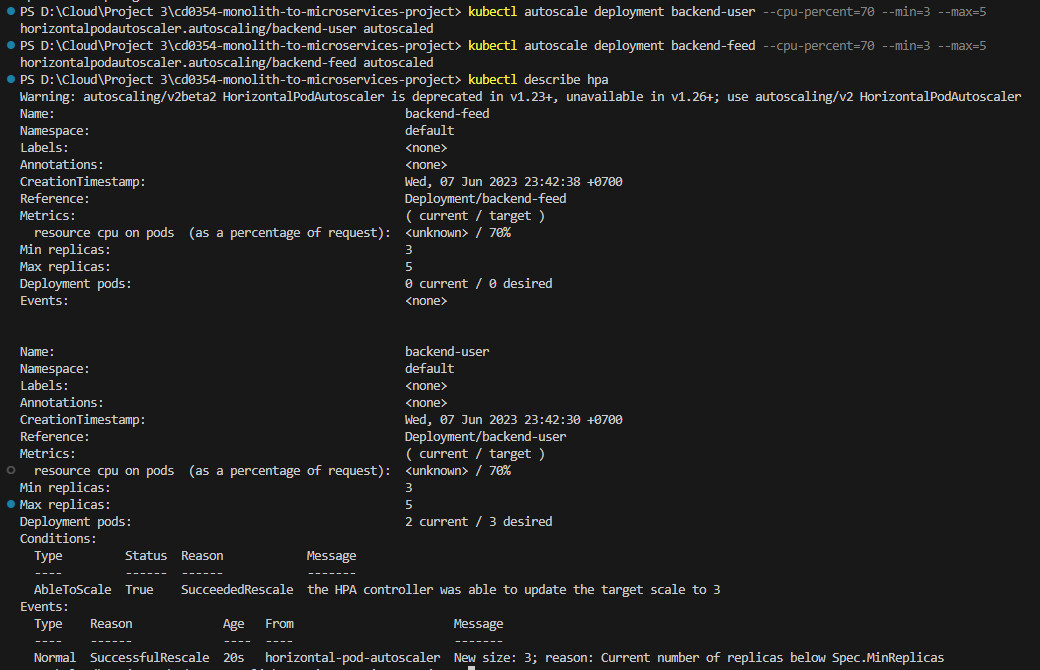 PS D:\Cloud\Project 3\cd0354-monolith-to-microservices-project> kubectl autoscale deployment backend-user --cpu-percent=70 --min=3 --max=5
horizontalpodautoscaler.autoscaling/backend-user autoscaled
PS D:\Cloud\Project 3\cd0354-monolith-to-microservices-project> kubectl autoscale deployment backend-feed --cpu-percent=70 --min=3 --max=5
horizontalpodautoscaler.autoscaling/backend-feed autoscaled
PS D:\Cloud\Project 3\cd0354-monolith-to-microservices-project> kubectl describe hpa
Warning: autoscaling/v2beta2 HorizontalPodAutoscaler is deprecated in v1.23+, unavailable in v1.26+; use autoscaling/v2 HorizontalPodAutoscaler
Name: backend-feed
Namespace: default
Labels: <none>
Annotations: <none>
CreationTimestamp: Wed, 07 Jun 2023 23:42:38 +0700
Reference: Deployment/backend-feed
Metrics: ( current / target )
resource cpu on pods (as a percentage of request): <unknown> / 70%
Min replicas: 3
Max replicas: 5
Deployment pods: 0 current / 0 desired
Events: <none>
Name: backend-user
Namespace: default
Labels: <none>
Annotations: <none>
CreationTimestamp: Wed, 07 Jun 2023 23:42:30 +0700
Reference: Deployment/backend-user
Metrics: ( current / target )
resource cpu on pods (as a percentage of request): <unknown> / 70%
Min replicas: 3
Max replicas: 5
Deployment pods: 2 current / 3 desired
Conditions:
Type Status Reason Message
---- ------ ------ -------
AbleToScale True SucceededRescale the HPA controller was able to update the target scale to 3
Events:
Type Reason Age From Message
---- ------ ---- ---- -------
Normal SuccessfulRescale 20s horizontal-pod-autoscaler New size: 3; reason: Current number of replicas below Spec.MinReplicas